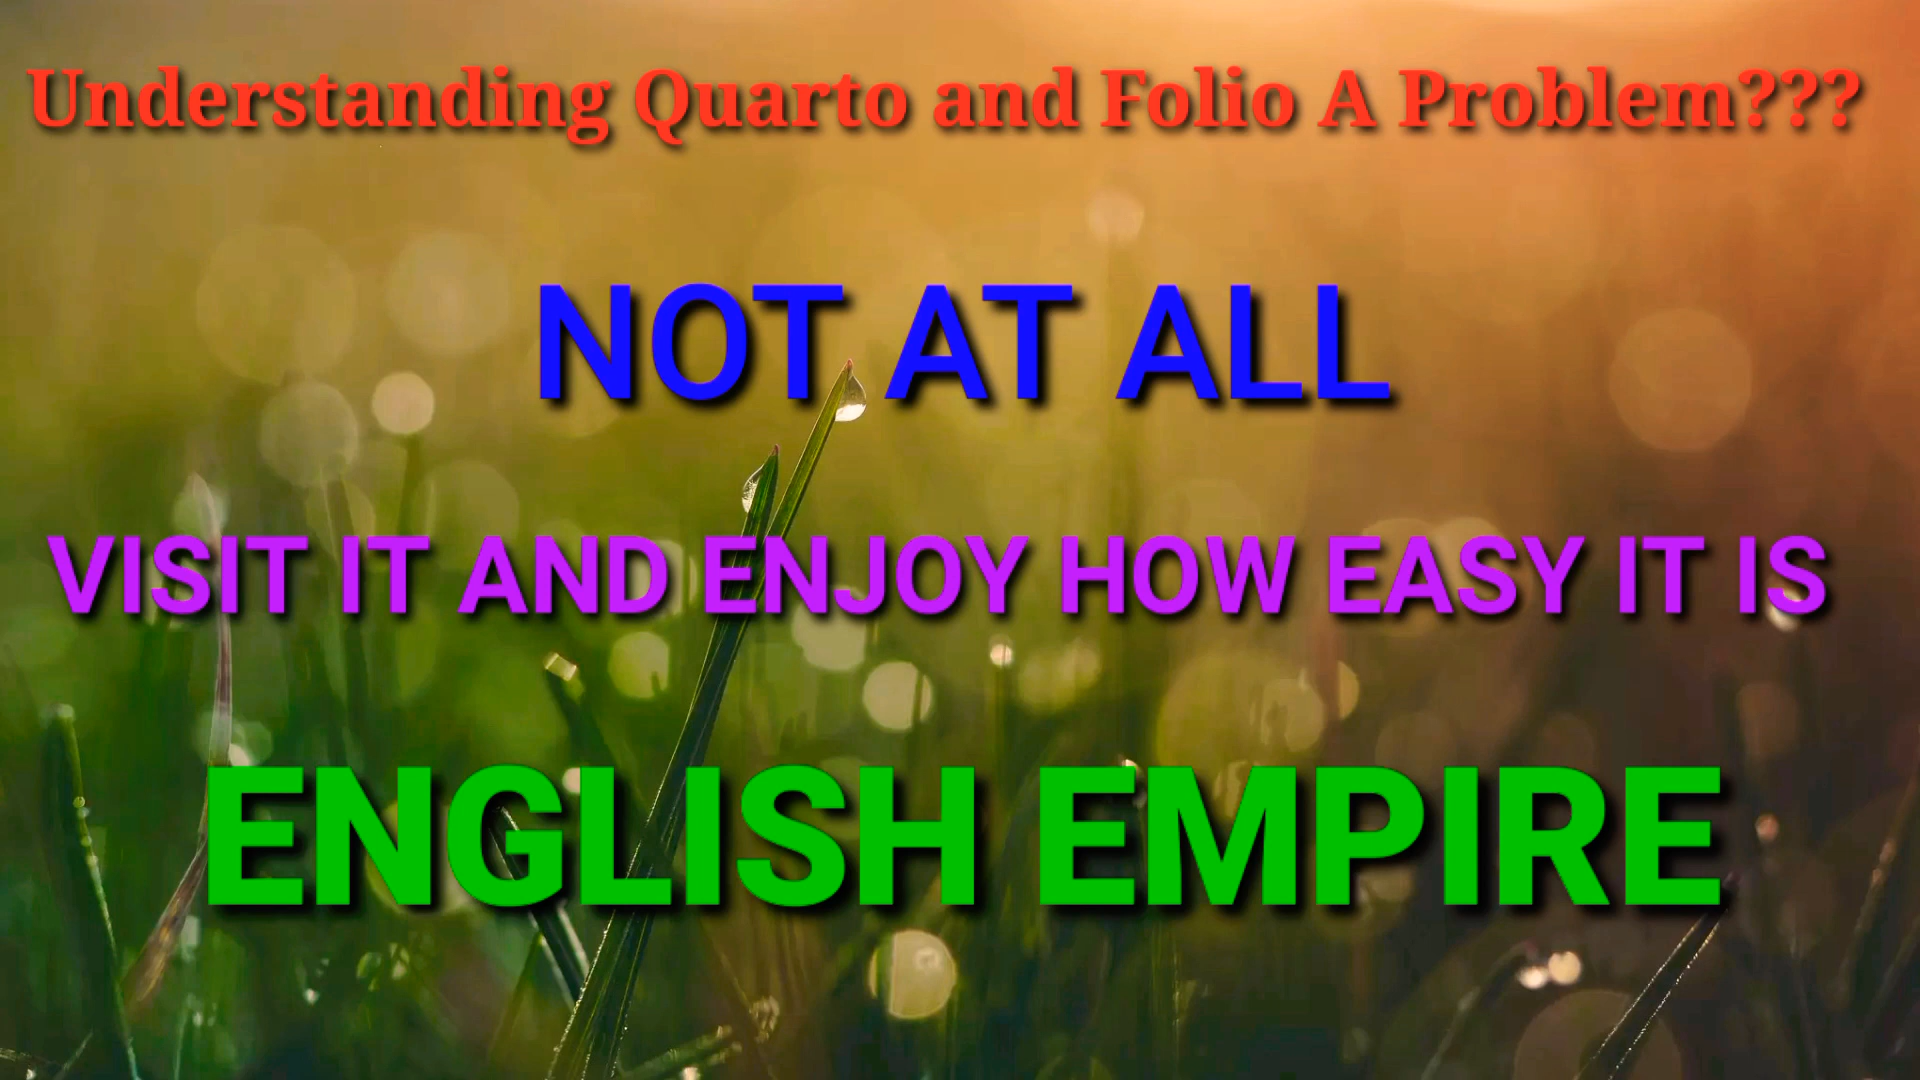 Understanding Quarto and Folio A Problem???
NOT AT ALL
VISIT IT AND ENJOY HOW EASY IT IS
ENGLISH EMPIRE